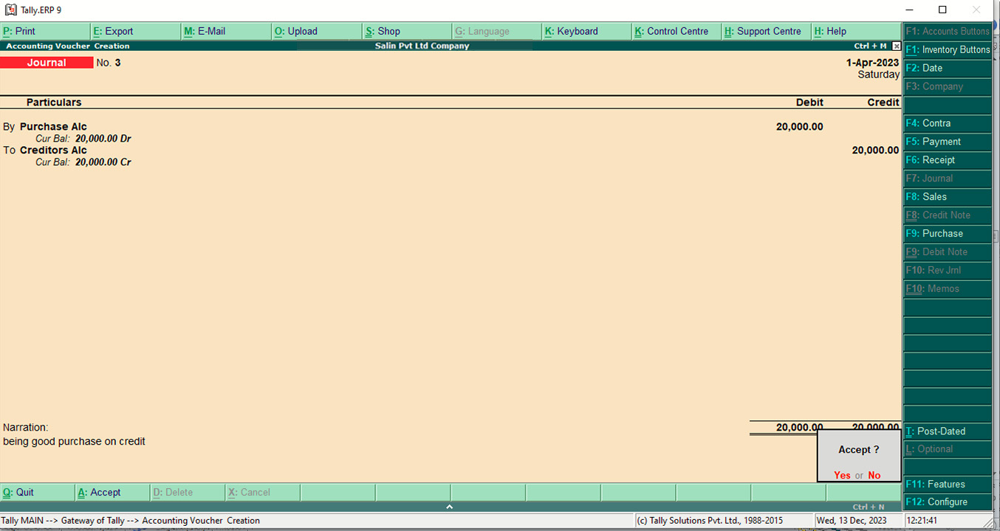 Tally.ERP 9
P: Print E: Export M: E-Mail O: Upload S: Shop G: Language K: Keyboard K: Control Centre H: Support Centre H: Help F1: Accounts Buttons
Accounting Voucher Creation Salin Pvt Ltd Company Ctrl + M F1: Inventory Buttons
Journal No. 3 1-Apr-2023
Saturday
F2: Date
F3: Company
Particulars Debit Credit
By Purchase Alc 20,000.00
Cur Bal: 20,000.00 Dr
To Creditors Alc 20,000.00
Cur Bal: 20,000.00 Cr
F4: Contra
F5: Payment
F6: Receipt
F7: Journal
F8: Sales
F8: Credit Note
F9: Purchase
F9: Debit Note
F10: Rev Jrnl
F10: Memos
Narration: 20,000.00 20,000.00
being good purchase on credit
Accept ?
Yes or No
T: Post-Dated
L: Optional
F11: Features
F12: Configure
Q: Quit A: Accept D: Delete X: Cancel
Ctrl + N
Tally MAIN --> Gateway of Tally --> Accounting Voucher Creation (c) Tally Solutions Pvt. Ltd., 1988-2015 Wed, 13 Dec, 2023 12:21:41